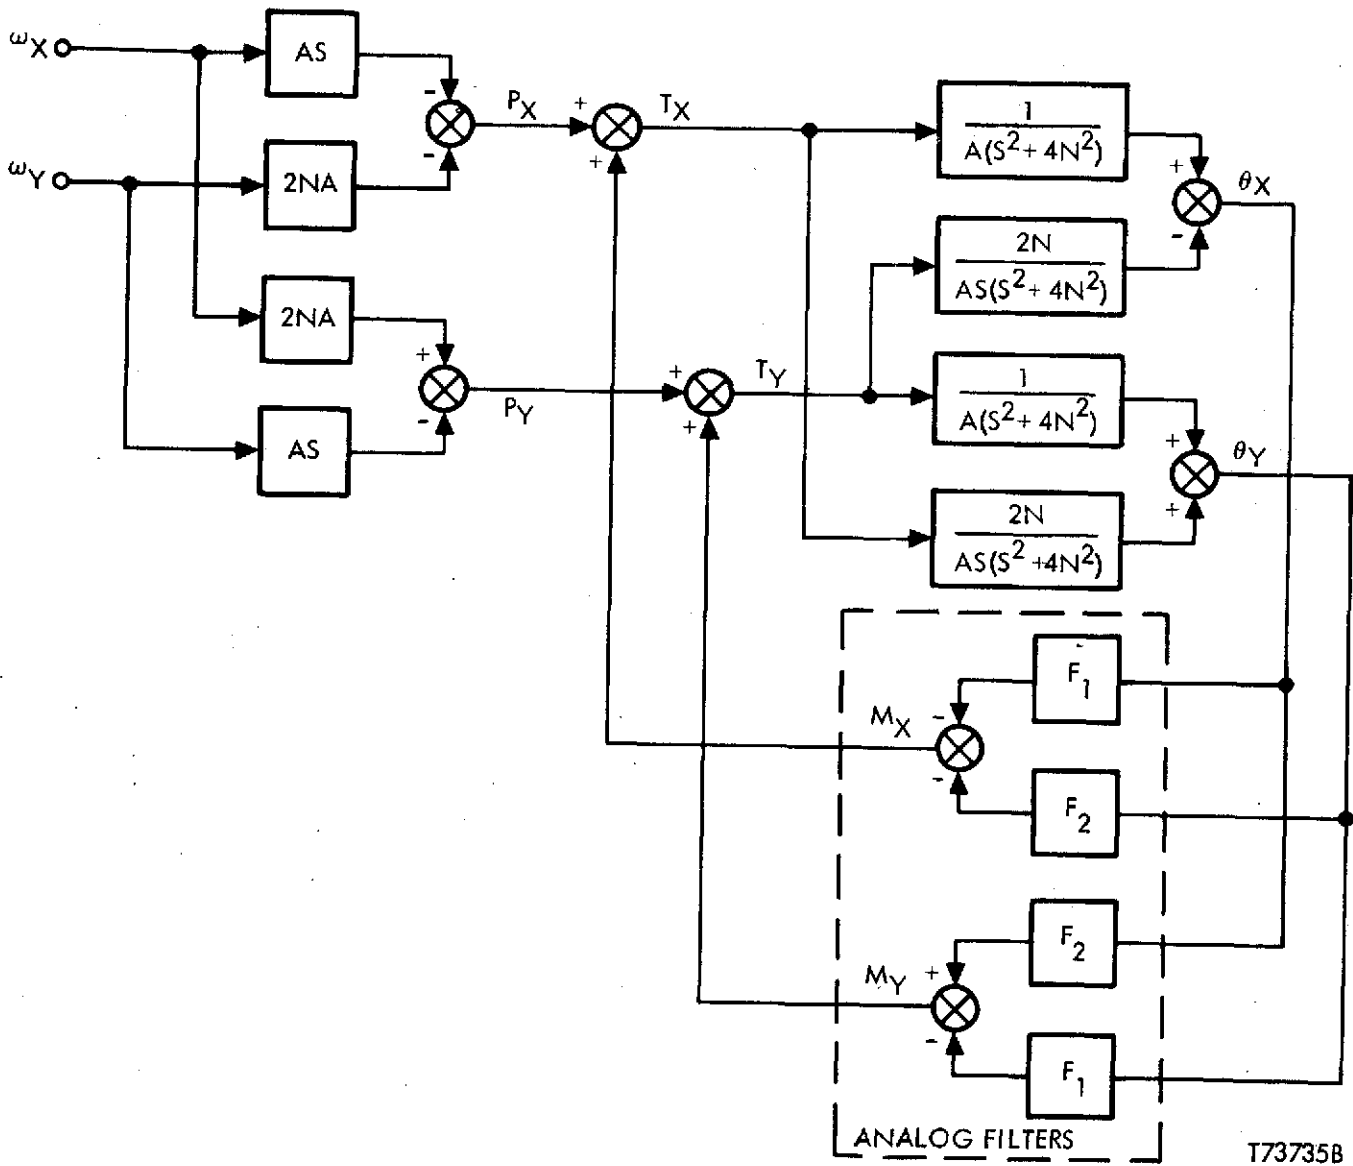 ωX
AS
-
-
PX
+
+
TX
1
A(S²+ 4N²)
+
-
θX
ωY
2NA
2N
AS(S²+ 4N²)
2NA
+
-
PY
+
+
TY
1
A(S²+ 4N²)
+
+
θY
AS
2N
AS(S² +4N²)
F1
-
-
MX
F2
F2
+
-
MY
F1
ANALOG FILTERS
T73735B